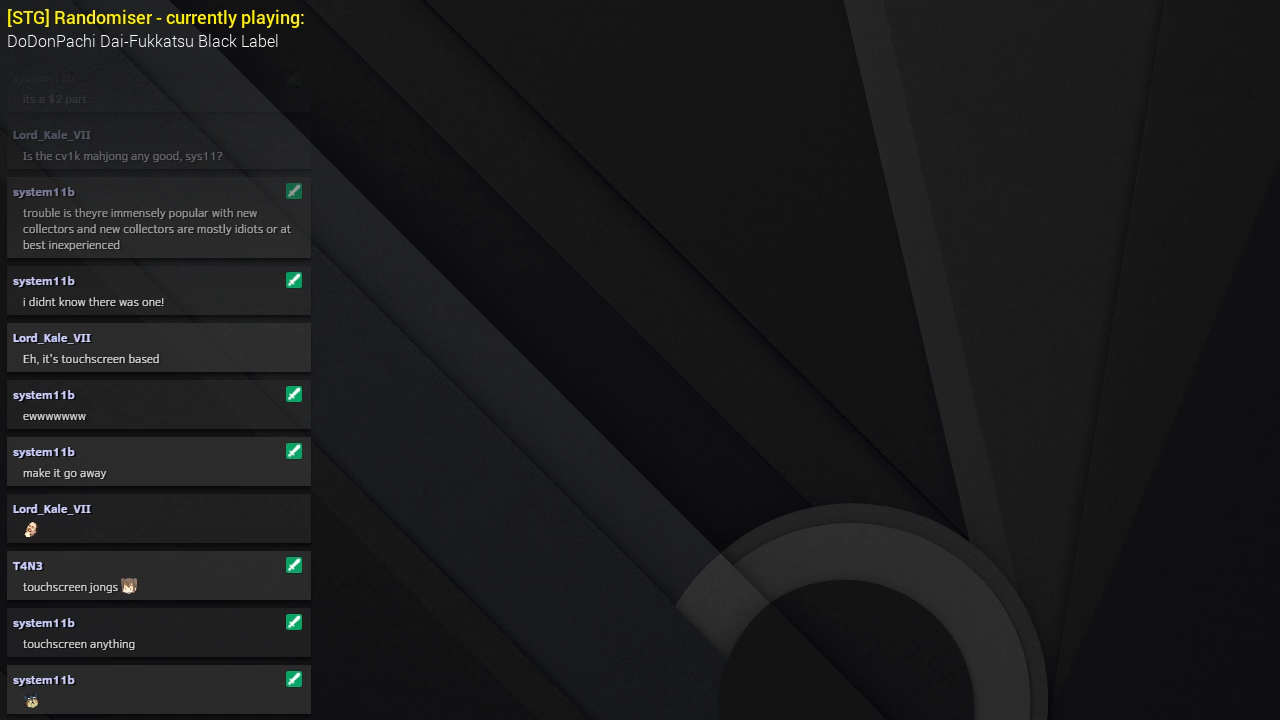 [STG] Randomiser - currently playing:
DoDonPachi Dai-Fukkatsu Black Label
system11b
its a $2 part
Lord_Kale_VII
Is the cv1k mahjong any good, sys11?
system11b
trouble is theyre immensely popular with new
collectors and new collectors are mostly idiots or at
best inexperienced
system11b
i didnt know there was one!
Lord_Kale_VII
Eh, it's touchscreen based
system11b
ewwwwwww
system11b
make it go away
Lord_Kale_VII
T4N3
touchscreen jongs
system11b
touchscreen anything
system11b